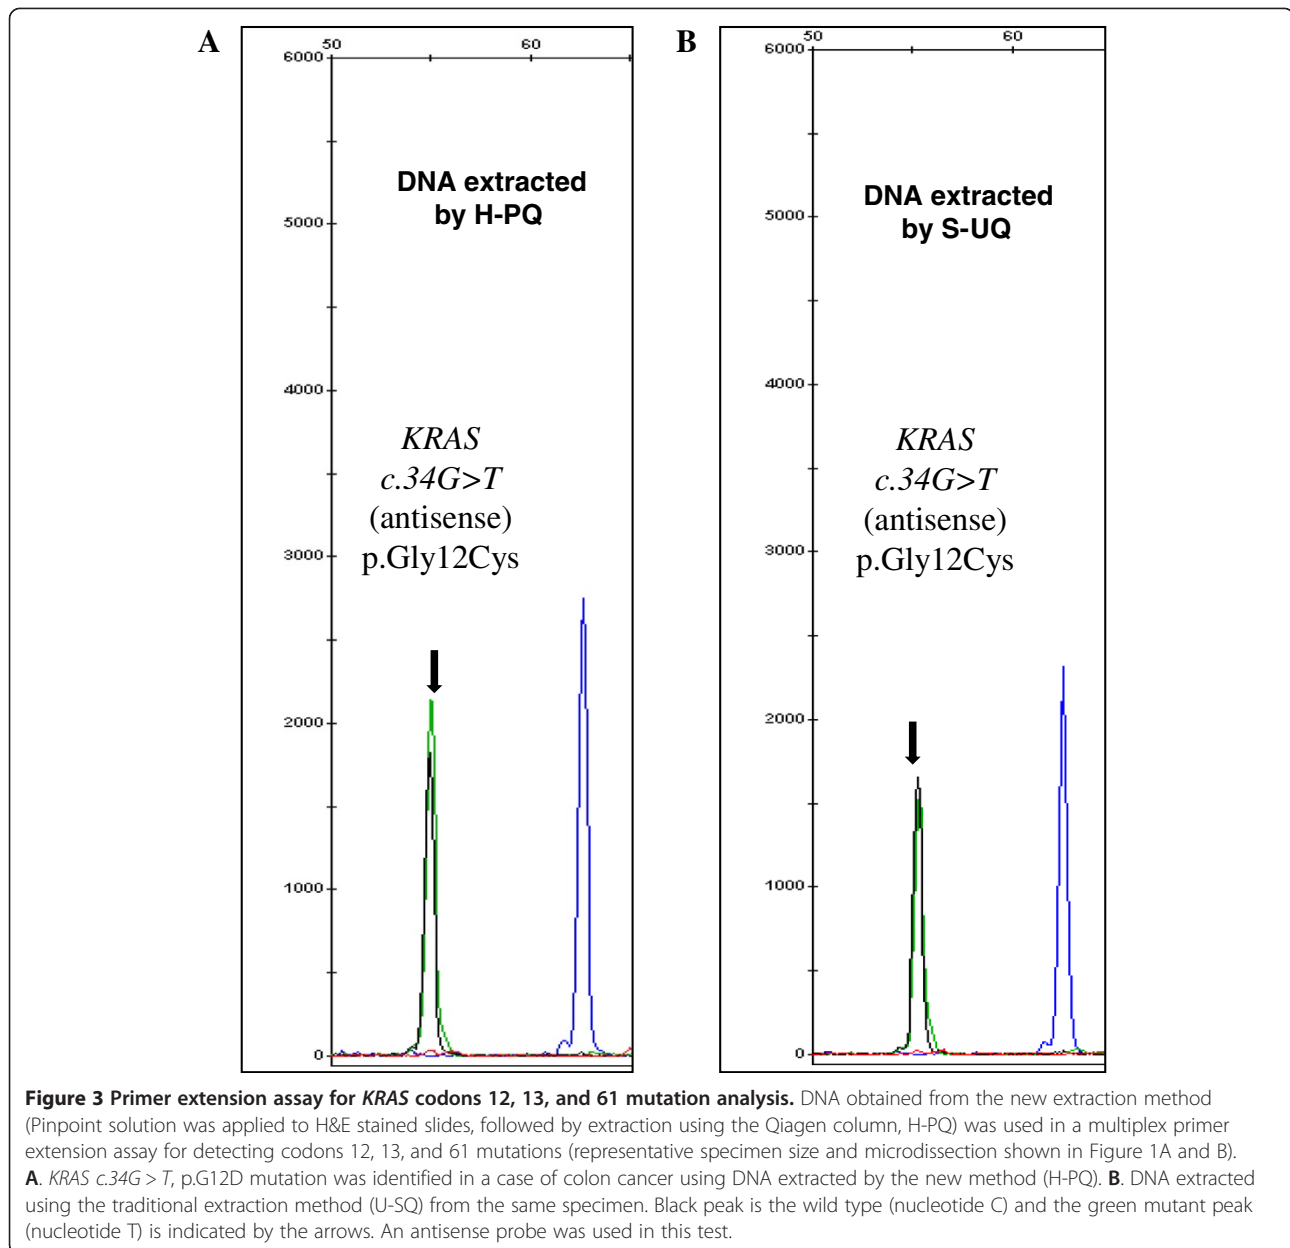 A
50
60
6000
5000
4000
3000
2000
1000
0
DNA extracted
by H-PQ
KRAS
c.34G>T
(antisense)
p.Gly12Cys
B
50
60
6000
5000
4000
3000
2000
1000
0
DNA extracted
by S-UQ
KRAS
c.34G>T
(antisense)
p.Gly12Cys
Figure 3 Primer extension assay for KRAS codons 12, 13, and 61 mutation analysis. DNA obtained from the new extraction method
(Pinpoint solution was applied to H&E stained slides, followed by extraction using the Qiagen column, H-PQ) was used in a multiplex primer
extension assay for detecting codons 12, 13, and 61 mutations (representative specimen size and microdissection shown in Figure 1A and B).
A. KRAS c.34G > T, p.G12D mutation was identified in a case of colon cancer using DNA extracted by the new method (H-PQ). B. DNA extracted
using the traditional extraction method (U-SQ) from the same specimen. Black peak is the wild type (nucleotide C) and the green mutant peak
(nucleotide T) is indicated by the arrows. An antisense probe was used in this test.